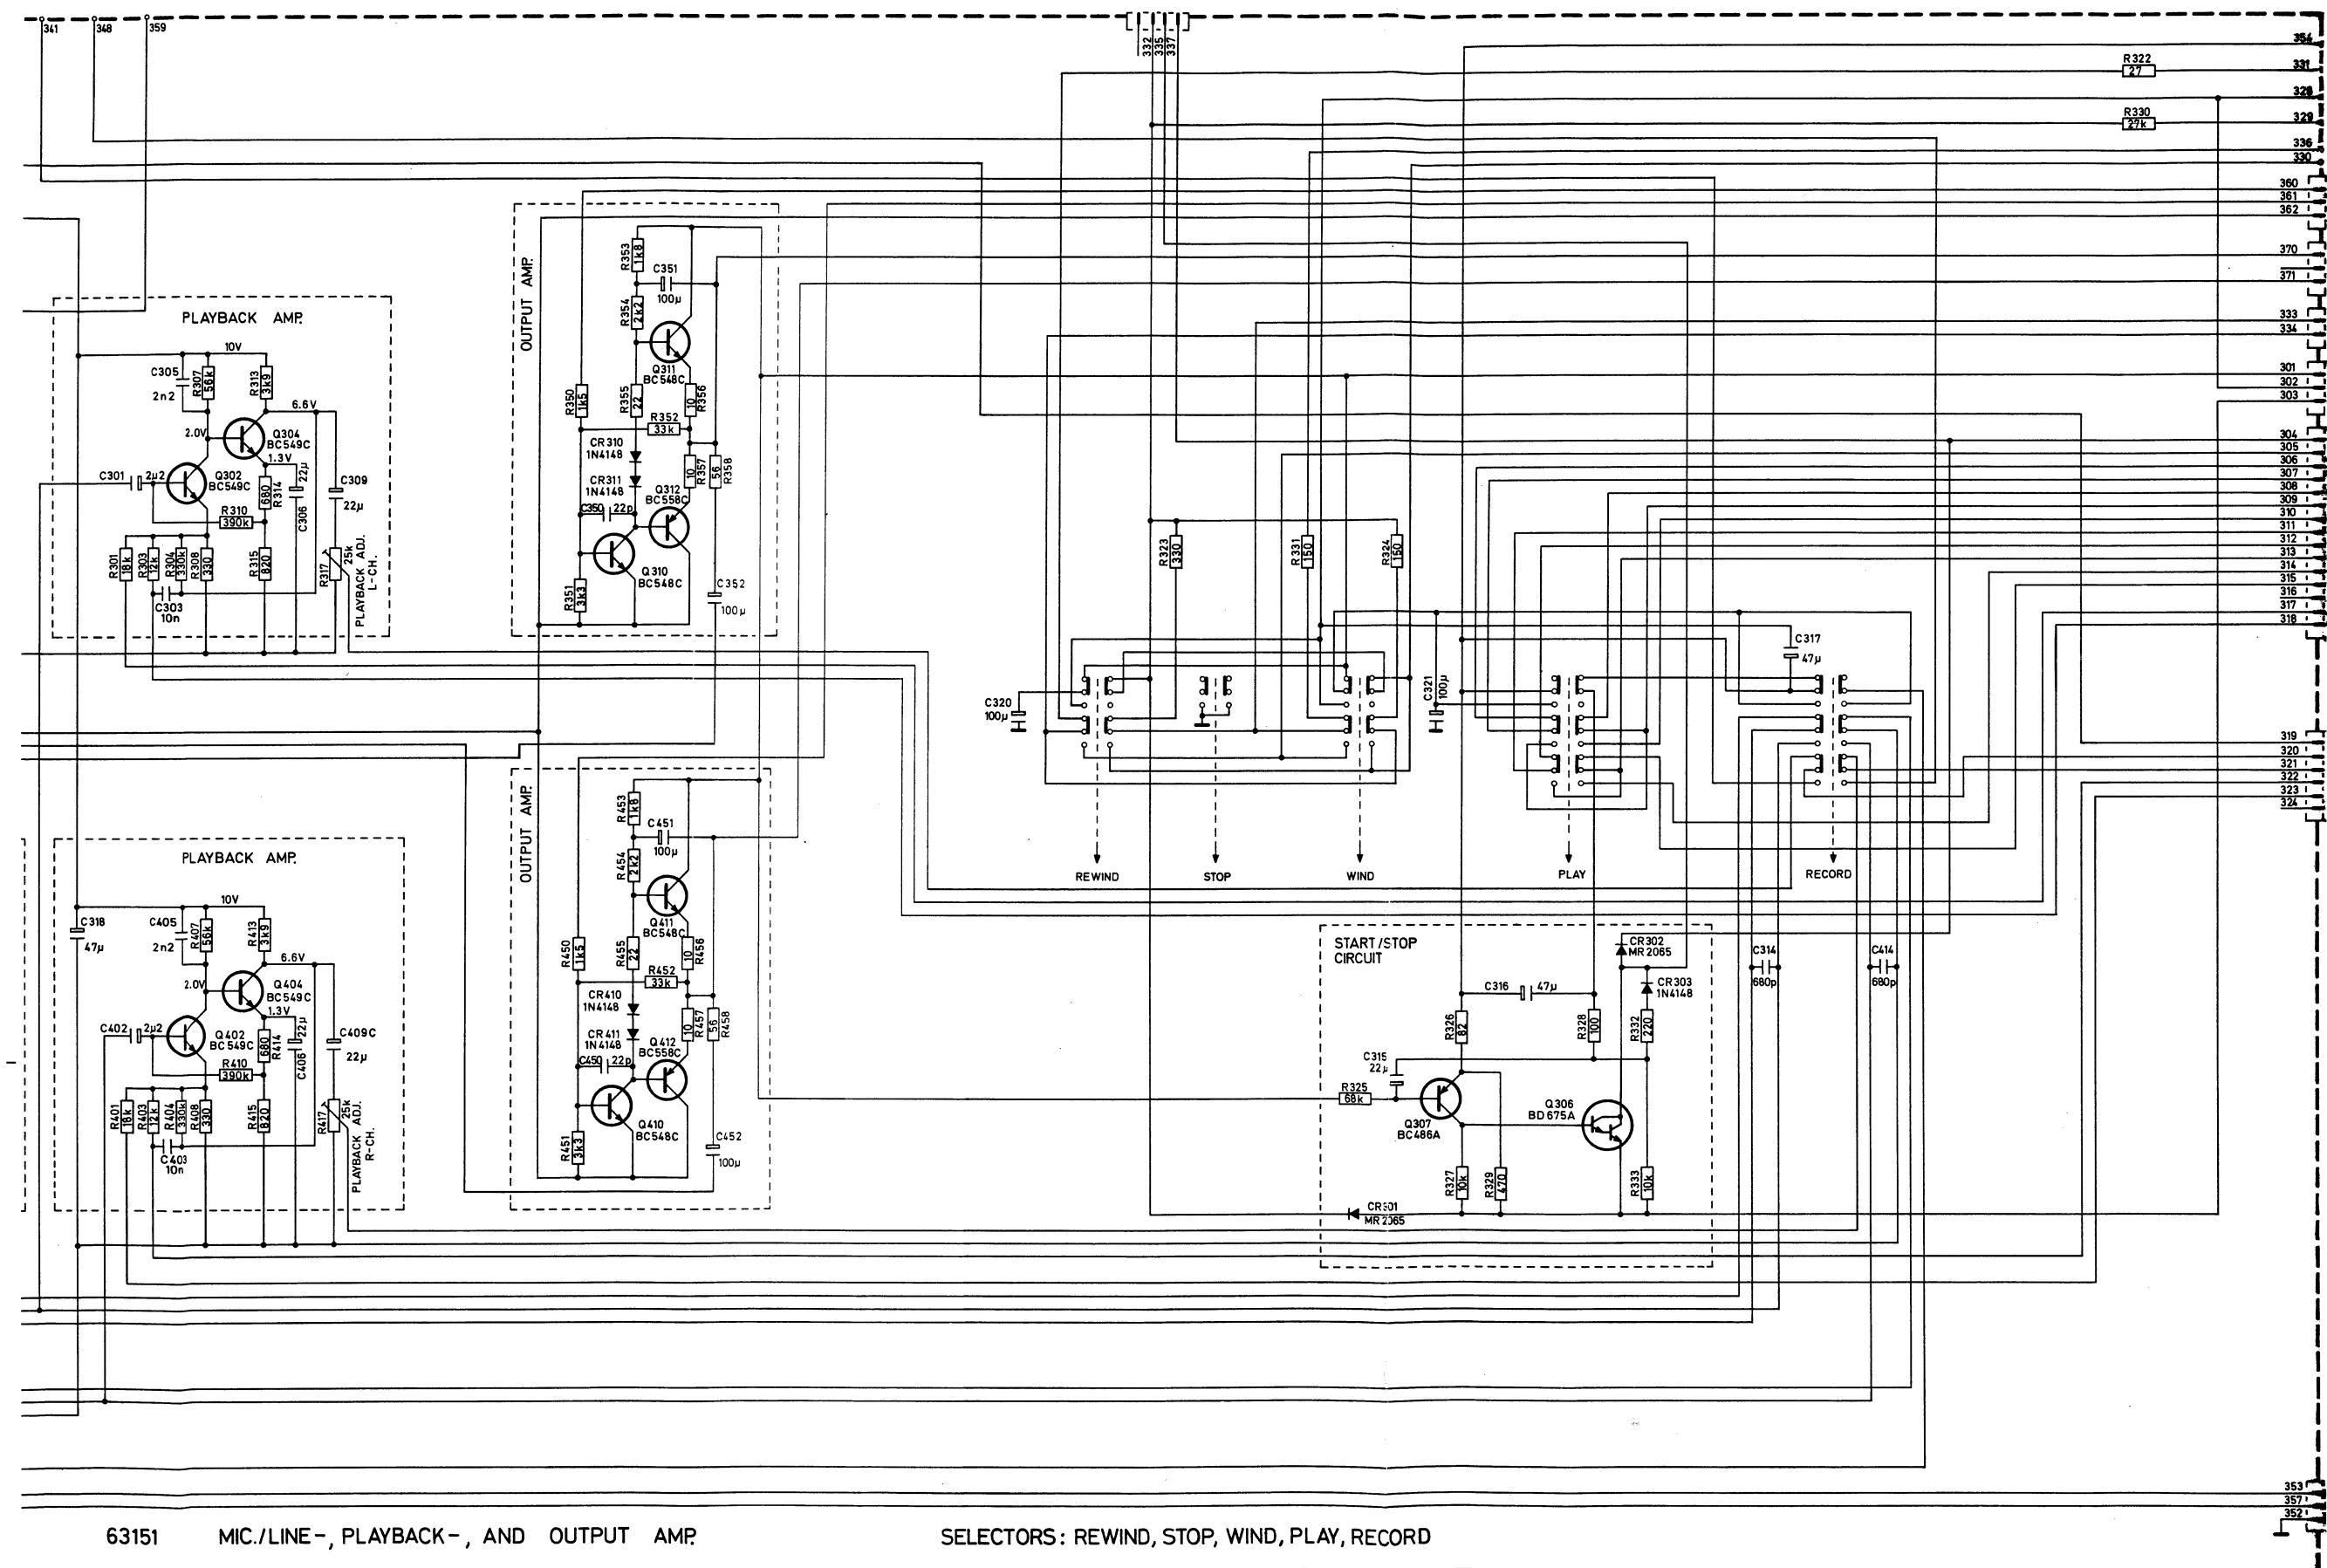 341
348
359
332
335
337
354
R322
27
331
328
R330
27k
329
336
330
360
361
362
370
371
333
334
301
302
303
304
305
306
307
308
309
310
311
312
313
314
315
316
317
318
319
320
321
322
323
324
353
357
352
PLAYBACK AMP.
10V
C305
2n2
R307
56k
R313
3k9
6.6V
2.0V
Q304
BC549C
1.3V
C301
2µ2
Q302
BC549C
R314
680
22µ
C306
C309
22µ
R310
390k
R301
18k
R303
12k
R304
330k
R308
330
R315
820
R317
25k
PLAYBACK ADJ.
L-CH.
C303
10n
OUTPUT AMP.
R353
1k8
C351
100µ
R354
2k2
Q311
BC548C
R350
1k5
R355
22
R356
10
R352
33k
CR310
1N4148
CR311
1N4148
R357
10
R358
56
Q312
BC558C
C350
22p
Q310
BC548C
R351
3k3
C352
100µ
R323
330
R331
150
R324
150
C320
100µ
C321
100µ
C317
47µ
REWIND
STOP
WIND
PLAY
RECORD
PLAYBACK AMP.
10V
C318
47µ
C405
2n2
R407
56k
R413
3k9
6.6V
2.0V
Q404
BC549C
1.3V
C402
2µ2
Q402
BC549C
R414
680
22µ
C406
C409C
22µ
R410
390k
R401
18k
R403
12k
R404
330k
R408
330
R415
820
R417
25k
PLAYBACK ADJ.
R-CH.
C403
10n
OUTPUT AMP.
R453
1k8
C451
100µ
R454
2k2
Q411
BC548C
R450
1k5
R455
22
R456
10
R452
33k
CR410
1N4148
CR411
1N4148
R457
10
R458
56
Q412
BC558C
C450
22p
Q410
BC548C
R451
3k3
C452
100µ
START/STOP
CIRCUIT
CR302
MR2065
CR303
1N4148
C316
47µ
R326
82
R328
100
R332
220
C315
22µ
R325
68k
Q307
BC486A
Q306
BD675A
R327
10k
R329
470
R333
10k
CR301
MR2065
C314
680p
C414
680p
63151 MIC./LINE-, PLAYBACK-, AND OUTPUT AMP. SELECTORS: REWIND, STOP, WIND, PLAY, RECORD